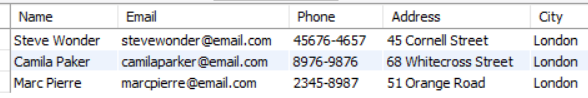 Name Email Phone Address City
Steve Wonder stevewonder@email.com 45676-4657 45 Cornell Street London
Camila Paker camilaparker@email.com 8976-9876 68 Whitecross Street London
Marc Pierre marcpierre@email.com 2345-8987 51 Orange Road London